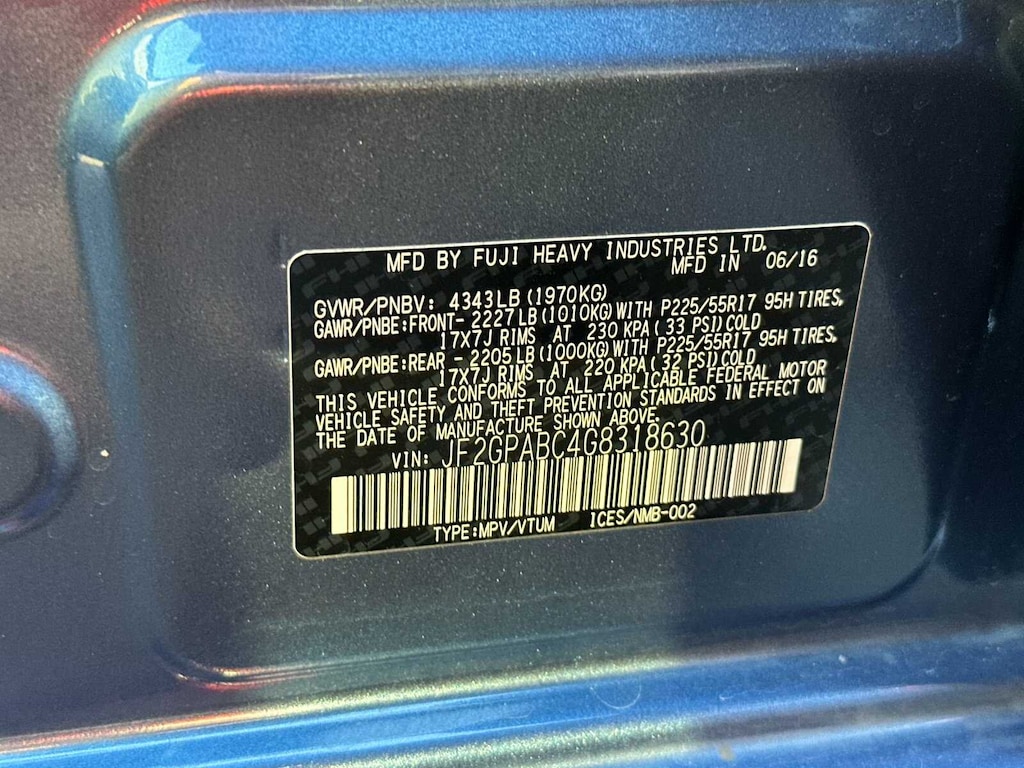 MFD BY FUJI HEAVY INDUSTRIES LTD.
MFD IN 06/16
GVWR/PNBV: 4343LB (1970KG)
GAWR/PNBE:FRONT- 2227LB (1010KG) WITH P225/55R17 95H TIRES,
17X7J RIMS AT 230 KPA ( 33 PSI) COLD
GAWR/PNBE:REAR - 2205LB (1000KG) WITH P225/55R17 95H TIRES,
17X7J RIMS AT 220 KPA ( 32 PSI) COLD
THIS VEHICLE CONFORMS TO ALL APPLICABLE FEDERAL MOTOR
VEHICLE SAFETY AND THEFT PREVENTION STANDARDS IN EFFECT ON
THE DATE OF MANUFACTURE SHOWN ABOVE.
VIN: JF2GPABC4G8318630
TYPE:MPV/VTUM ICES/NMB-002